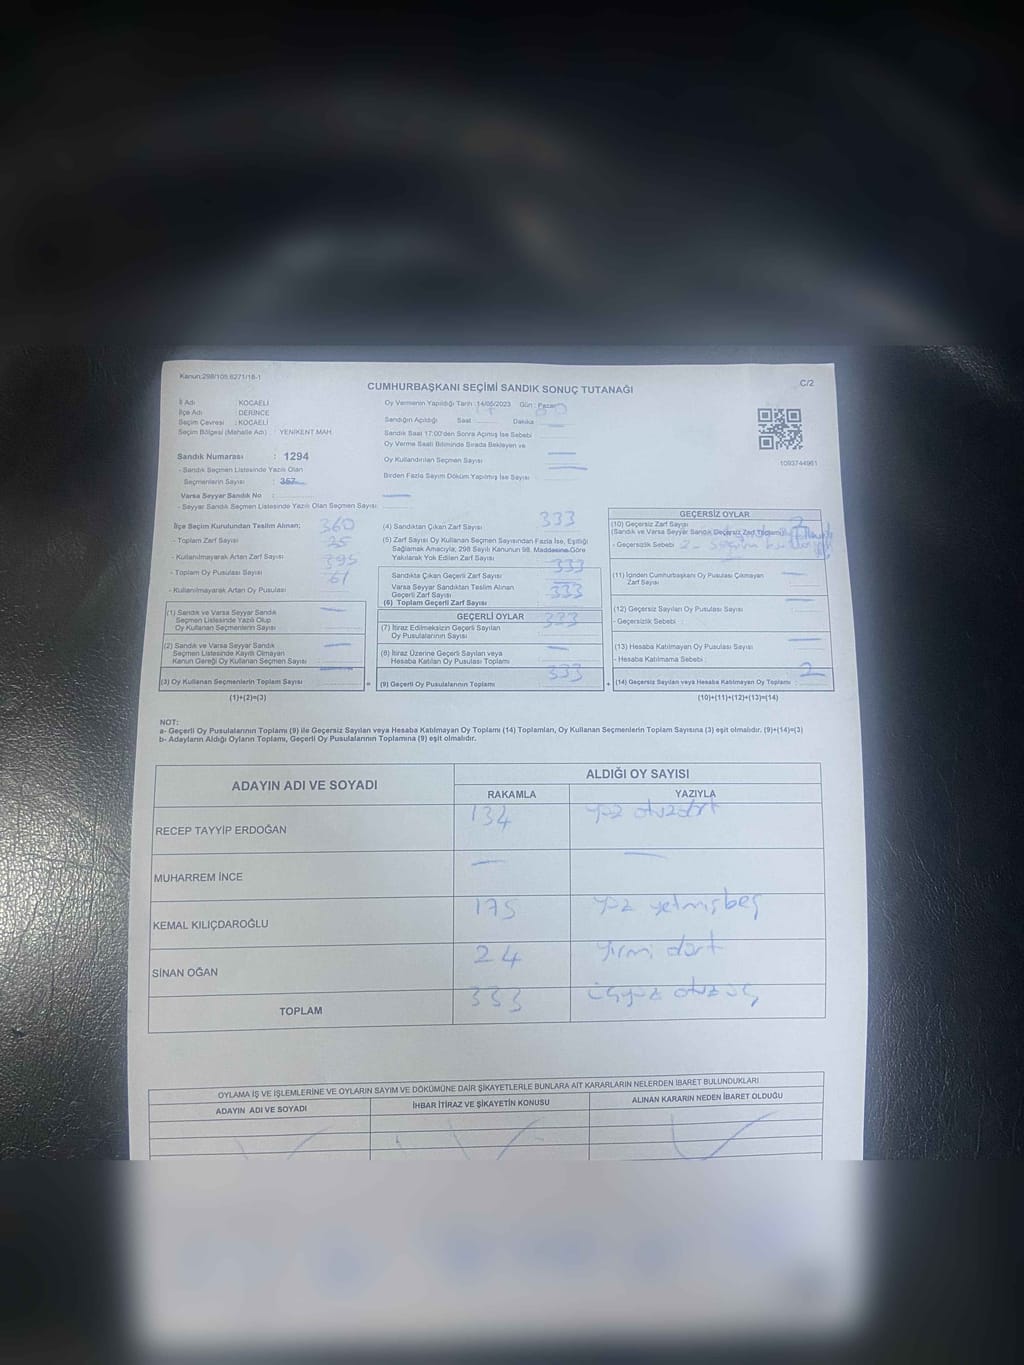 Kanun:298/105;6271/16-1
C/2
CUMHURBAŞKANI SEÇİMİ SANDIK SONUÇ TUTANAĞI
İl Adı : KOCAELİ
İlçe Adı : DERİNCE
Seçim Çevresi : KOCAELİ
Seçim Bölgesi (Mahalle Adı) : YENİKENT MAH.
Sandık Numarası : 1294
- Sandık Seçmen Listesinde Yazılı Olan
Seçmenlerin Sayısı : 357
Varsa Seyyar Sandık No :
- Seyyar Sandık Seçmen Listesinde Yazılı Olan Seçmen Sayısı :
Oy Vermenin Yapıldığı Tarih :14/05/2023 Gün : Pazar
Sandığın Açıldığı Saat 17 Dakika 00
Sandık Saat 17:00'den Sonra Açılmış İse Sebebi
Oy Verme Saati Bitiminde Sırada Bekleyen ve
Oy Kullandırılan Seçmen Sayısı
Birden Fazla Sayım Döküm Yapılmış İse Sayısı
1093744961
İlçe Seçim Kurulundan Teslim Alınan;
360
- Toplam Zarf Sayısı
25
- Kullanılmayarak Artan Zarf Sayısı
395
- Toplam Oy Pusulası Sayısı
61
- Kullanılmayarak Artan Oy Pusulası
(1) Sandık ve Varsa Seyyar Sandık
Seçmen Listesinde Yazılı Olup
Oy Kullanan Seçmenlerin Sayısı
(2) Sandık ve Varsa Seyyar Sandık
Seçmen Listesinde Kayıtlı Olmayan
Kanun Gereği Oy Kullanan Seçmen Sayısı
(3) Oy Kullanan Seçmenlerin Toplam Sayısı
(1)+(2)=(3)
=
(4) Sandıktan Çıkan Zarf Sayısı
333
(5) Zarf Sayısı Oy Kullanan Seçmen Sayısından Fazla İse, Eşitliği
Sağlamak Amacıyla, 298 Sayılı Kanunun 98. Maddesine Göre
Yakılarak Yok Edilen Zarf Sayısı
333
Sandıkta Çıkan Geçerli Zarf Sayısı
Varsa Seyyar Sandıktan Teslim Alınan
Geçerli Zarf Sayısı
333
(6) Toplam Geçerli Zarf Sayısı
GEÇERLİ OYLAR
333
(7) İtiraz Edilmeksizin Geçerli Sayılan
Oy Pusulalarının Sayısı
(8) İtiraz Üzerine Geçerli Sayılan veya
Hesaba Katılan Oy Pusulası Toplamı
333
(9) Geçerli Oy Pusulalarının Toplamı
+
GEÇERSİZ OYLAR
(10) Geçersiz Zarf Sayısı
(Sandık ve Varsa Seyyar Sandık Geçersiz Zarf Toplamı)
- Geçersizlik Sebebi
(11) İçinden Cumhurbaşkanı Oy Pusulası Çıkmayan
Zarf Sayısı
(12) Geçersiz Sayılan Oy Pusulası Sayısı
- Geçersizlik Sebebi :
(13) Hesaba Katılmayan Oy Pusulası Sayısı
- Hesaba Katılmama Sebebi :
2
(14) Geçersiz Sayılan veya Hesaba Katılmayan Oy Toplamı
(10)+(11)+(12)+(13)=(14)
NOT:
a- Geçerli Oy Pusulalarının Toplamı (9) ile Geçersiz Sayılan veya Hesaba Katılmayan Oy Toplamı (14) Toplamları, Oy Kullanan Seçmenlerin Toplam Sayısına (3) eşit olmalıdır. (9)+(14)=(3)
b- Adayların Aldığı Oyların Toplamı, Geçerli Oy Pusulalarının Toplamına (9) eşit olmalıdır.
ADAYIN ADI VE SOYADI
ALDIĞI OY SAYISI
RAKAMLA YAZIYLA
RECEP TAYYİP ERDOĞAN 134 yüz otuzdört
MUHARREM İNCE
KEMAL KILIÇDAROĞLU 175 yüz yetmişbeş
SİNAN OĞAN 24 yirmi dört
TOPLAM 333 üçyüz otuz üç
OYLAMA İŞ VE İŞLEMLERİNE VE OYLARIN SAYIM VE DÖKÜMÜNE DAİR ŞİKAYETLERLE BUNLARA AİT KARARLARIN NELERDEN İBARET BULUNDUKLARI
ADAYIN ADI VE SOYADI İHBAR İTİRAZ VE ŞİKAYETİN KONUSU ALINAN KARARIN NEDEN İBARET OLDUĞU